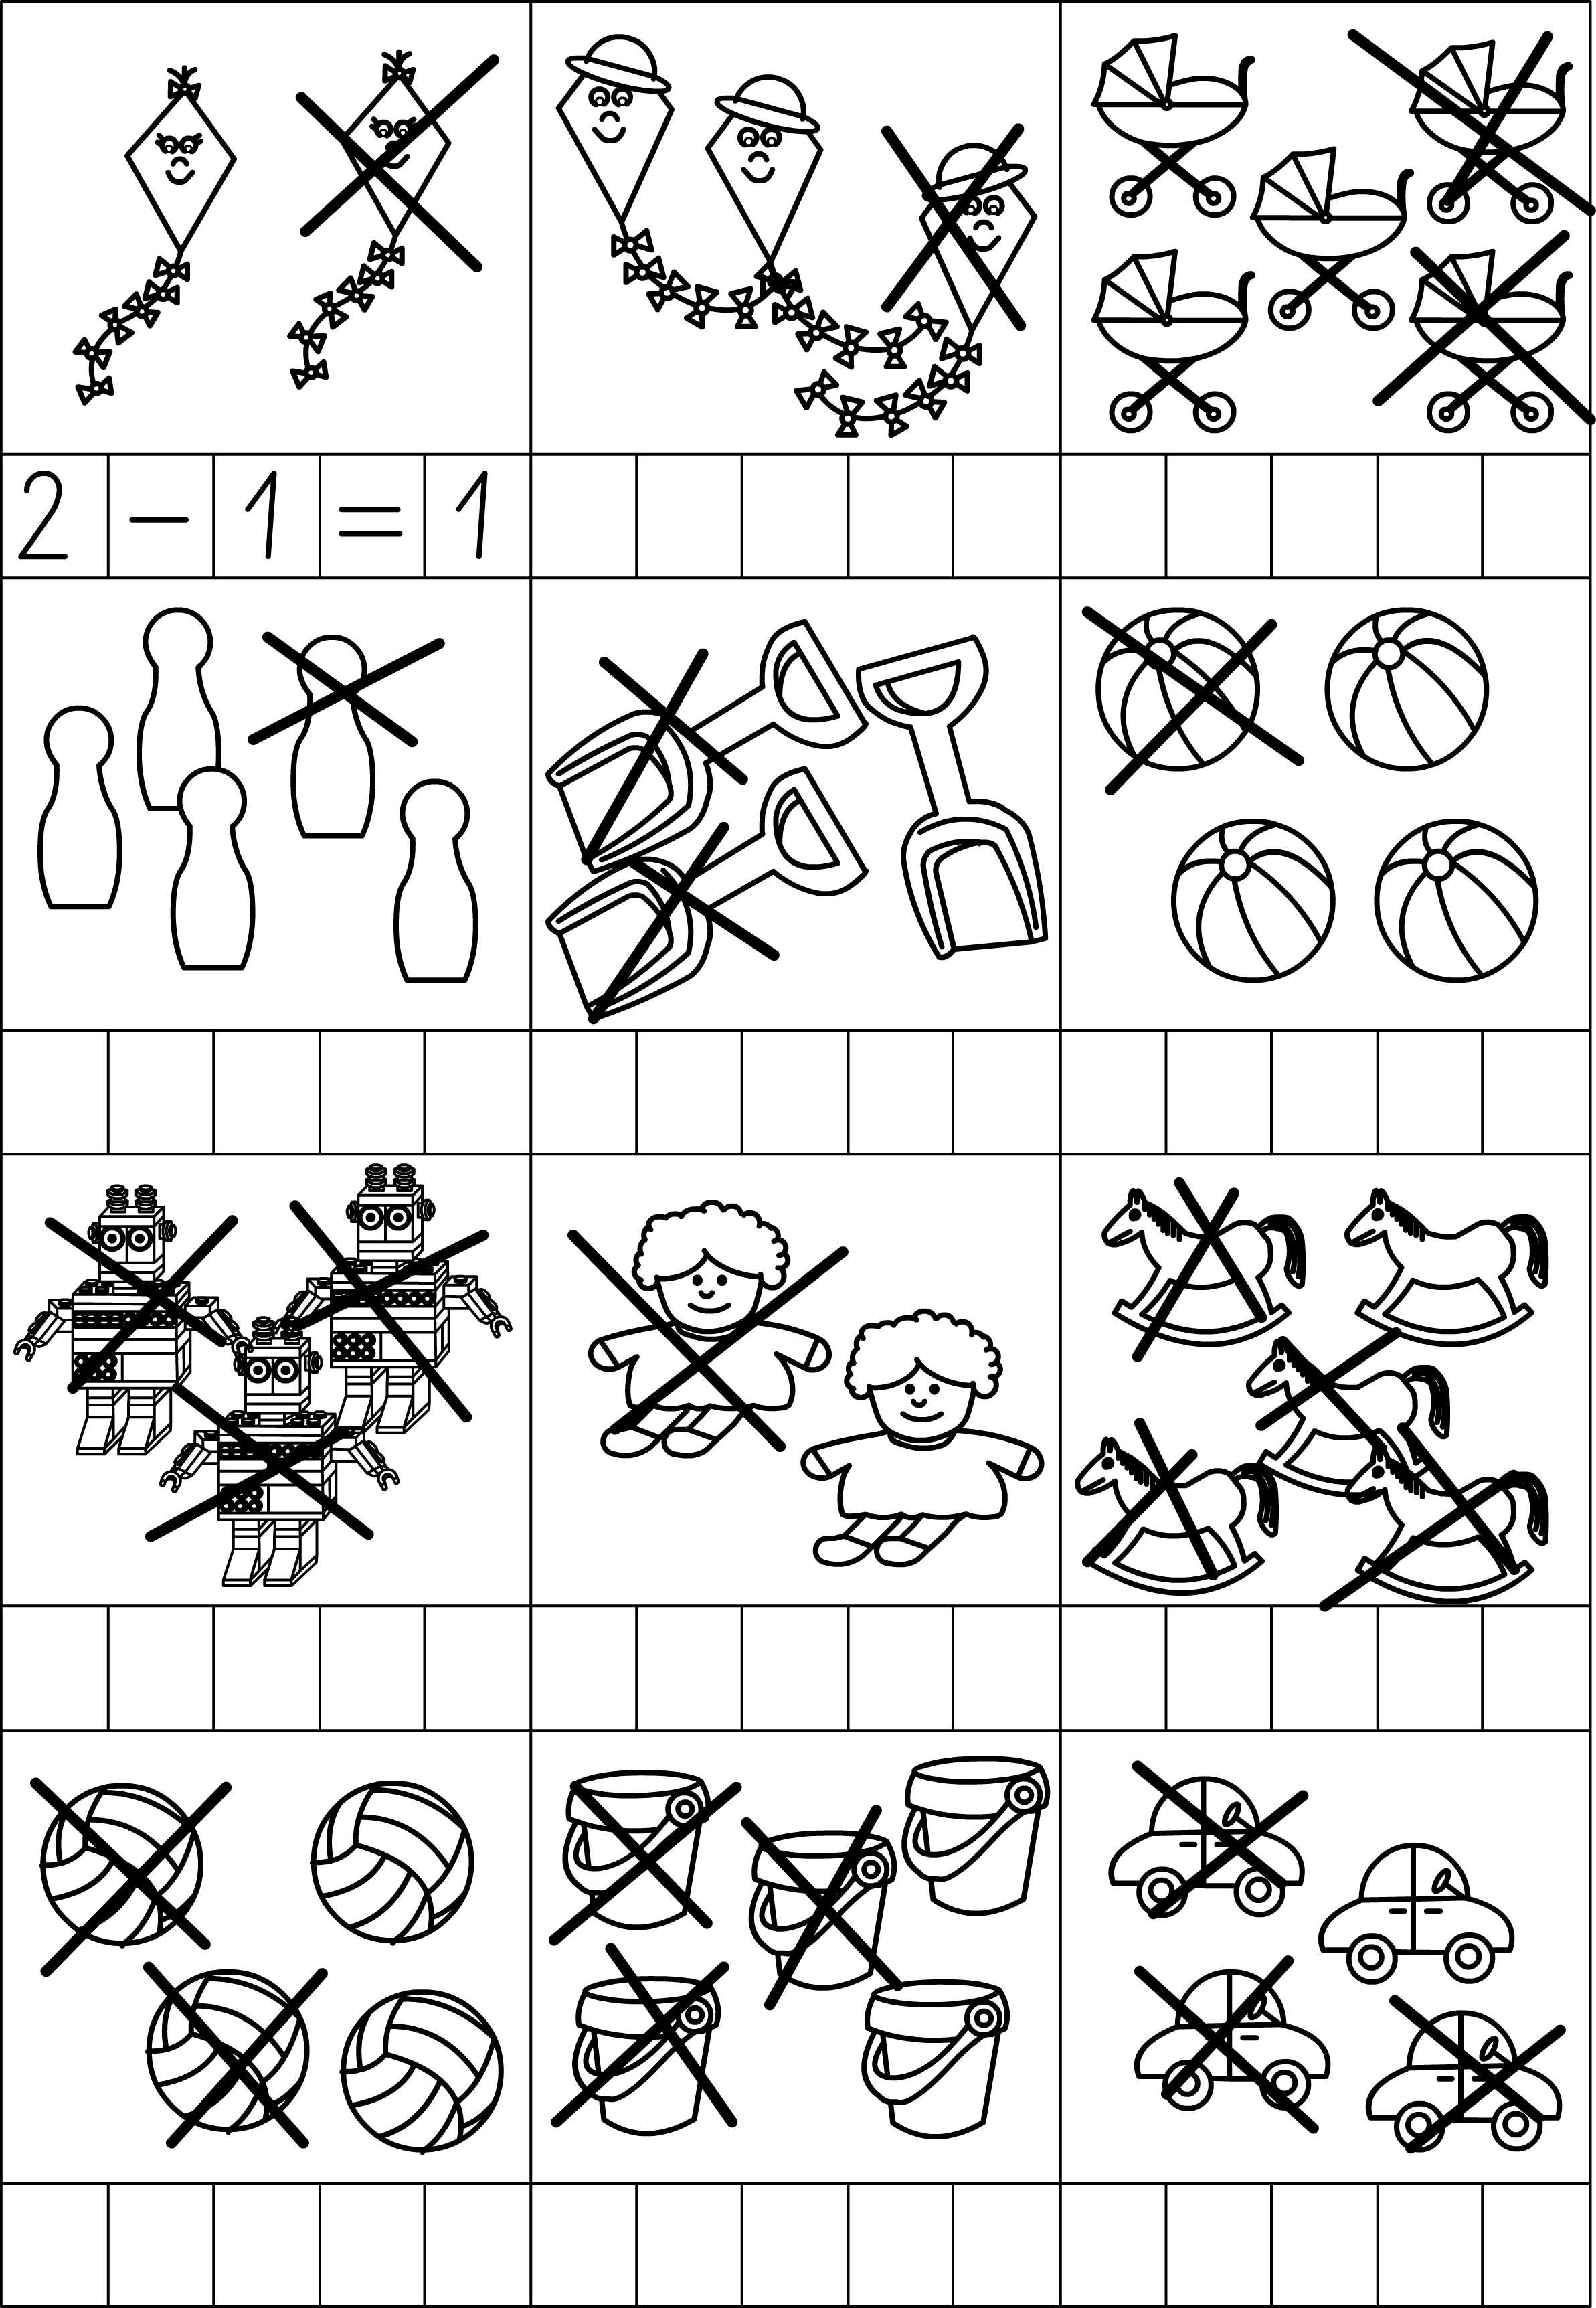 2 - 1 = 1